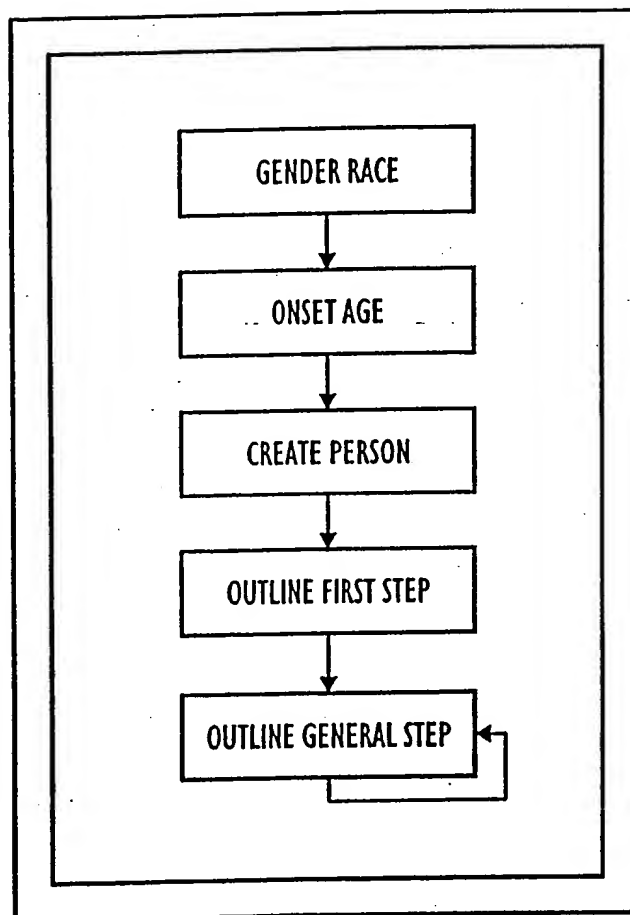 GENDER RACE
ONSET AGE
CREATE PERSON
OUTLINE FIRST STEP
OUTLINE GENERAL STEP